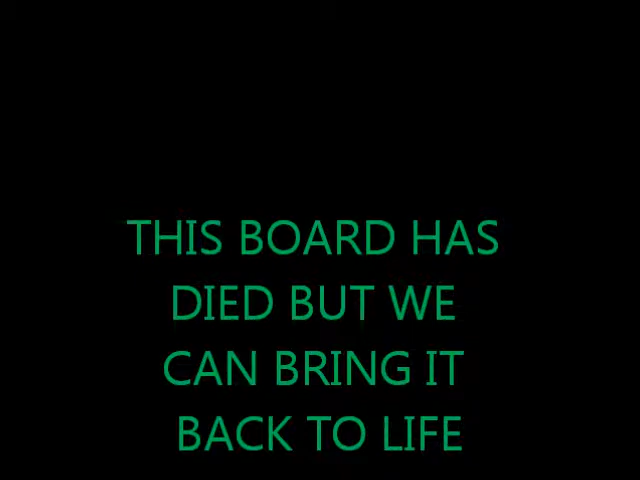 THIS BOARD HAS
DIED BUT WE
CAN BRING IT
BACK TO LIFE